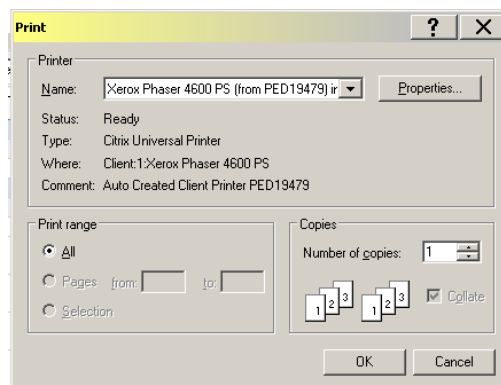 Print
? X
Printer
Name: Xerox Phaser 4600 PS (from PED19479) ir Properties...
Status: Ready
Type: Citrix Universal Printer
Where: Client:1:Xerox Phaser 4600 PS
Comment: Auto Created Client Printer PED19479
Print range
All
Pages from: to:
Selection
Copies
Number of copies: 1
1 2 3 1 2 3 Collate
OK Cancel